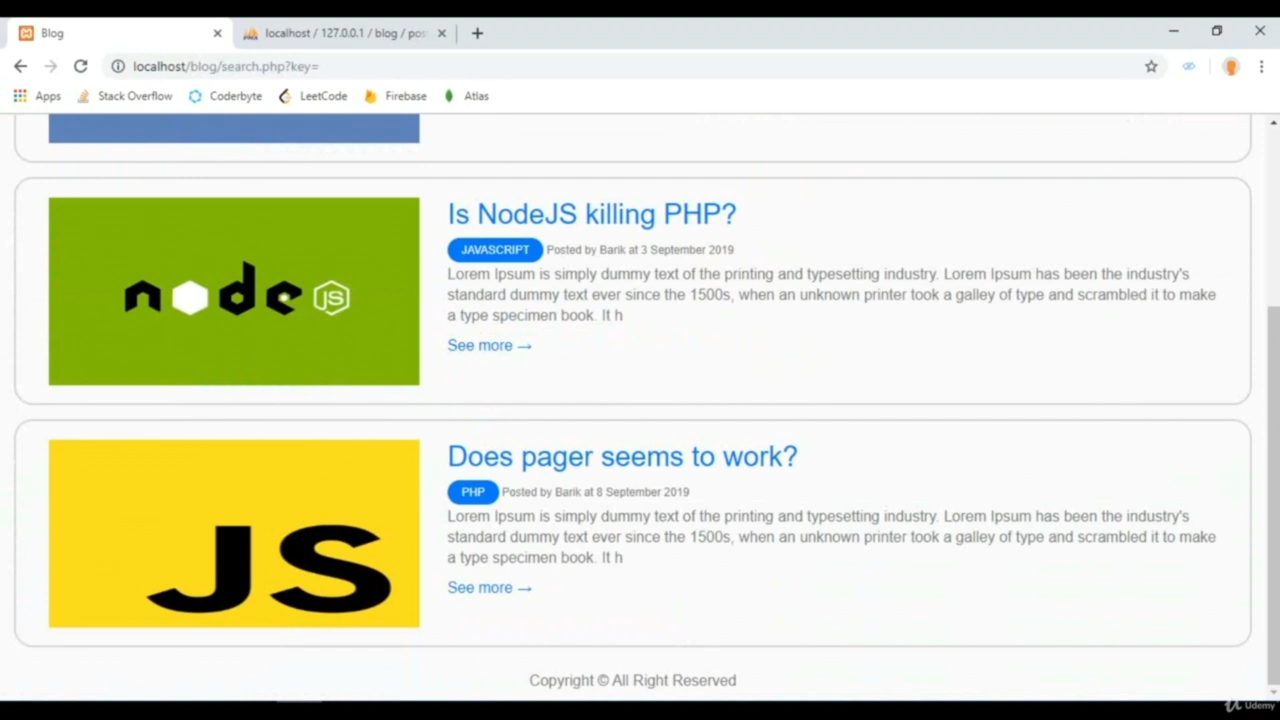 Blog
localhost / 127.0.0.1 / blog / pos
localhost/blog/search.php?key=
Apps
Stack Overflow
Coderbyte
LeetCode
Firebase
Atlas
node JS
Is NodeJS killing PHP?
JAVASCRIPT Posted by Barik at 3 September 2019
Lorem Ipsum is simply dummy text of the printing and typesetting industry. Lorem Ipsum has been the industry's
standard dummy text ever since the 1500s, when an unknown printer took a galley of type and scrambled it to make
a type specimen book. It h
See more →
JS
Does pager seems to work?
PHP Posted by Barik at 8 September 2019
Lorem Ipsum is simply dummy text of the printing and typesetting industry. Lorem Ipsum has been the industry's
standard dummy text ever since the 1500s, when an unknown printer took a galley of type and scrambled it to make
a type specimen book. It h
See more →
Copyright © All Right Reserved
Udemy